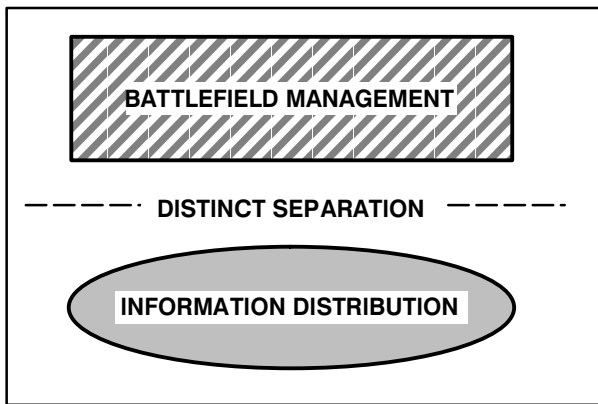 BATTLEFIELD MANAGEMENT
DISTINCT SEPARATION
INFORMATION DISTRIBUTION